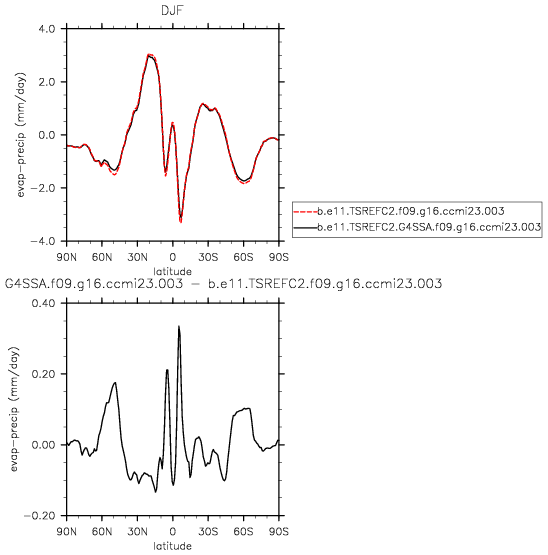 DJF
4.0
2.0
0.0
−2.0
−4.0
evap−precip (mm/day)
90N 60N 30N 0 30S 60S 90S
latitude
b.e11.TSREFC2.f09.g16.ccmi23.003
b.e11.TSREFC2.G4SSA.f09.g16.ccmi23.003
G4SSA.f09.g16.ccmi23.003 − b.e11.TSREFC2.f09.g16.ccmi23.003
0.40
0.20
0.00
−0.20
evap−precip (mm/day)
90N 60N 30N 0 30S 60S 90S
latitude